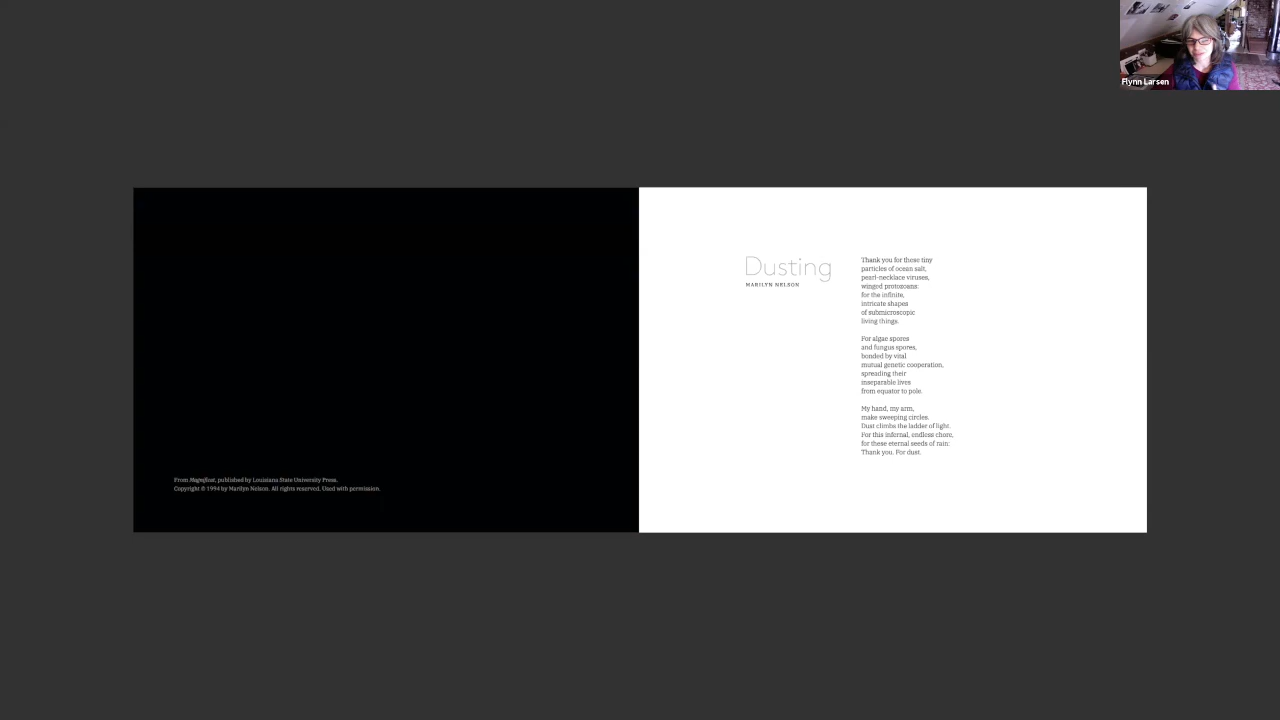 Flynn Larsen
Dusting
MARILYN NELSON
Thank you for these tiny
particles of ocean salt,
pearl-necklace viruses,
winged protozoans:
for the infinite,
intricate shapes
of submicroscopic
living things.
For algae spores
and fungus spores,
bonded by vital
mutual genetic cooperation,
spreading their
inseparable lives
from equator to pole.
My hand, my arm,
make sweeping circles.
Dust climbs the ladder of light.
For this infernal, endless chore,
for these eternal seeds of rain:
Thank you. For dust.
From Magnificat, published by Louisiana State University Press.
Copyright © 1994 by Marilyn Nelson. All rights reserved. Used with permission.